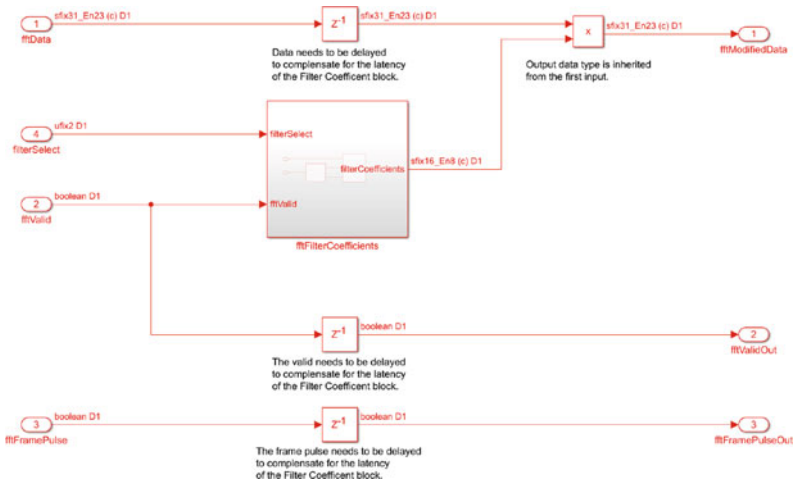 sfix31_En23 (c) D1
1
fftData
Z-1
sfix31_En23 (c) D1
Data needs to be delayed
to complensate for the latency
of the Filter Coefficent block.
x
sfix31_En23 (c) D1
1
fftModifiedData
Output data type is inherited
from the first input.
ufix2 D1
4
filterSelect
filterSelect
filterCoefficients
sfix16_En8 (c) D1
boolean D1
2
fftValid
fftValid
fftFilterCoefficients
Z-1
boolean D1
2
fftValidOut
The valid needs to be delayed
to complensate for the latency
of the Filter Coefficent block.
boolean D1
3
fftFramePulse
Z-1
boolean D1
3
fftFramePulseOut
The frame pulse needs to be delayed
to complensate for the latency
of the Filter Coefficent block.